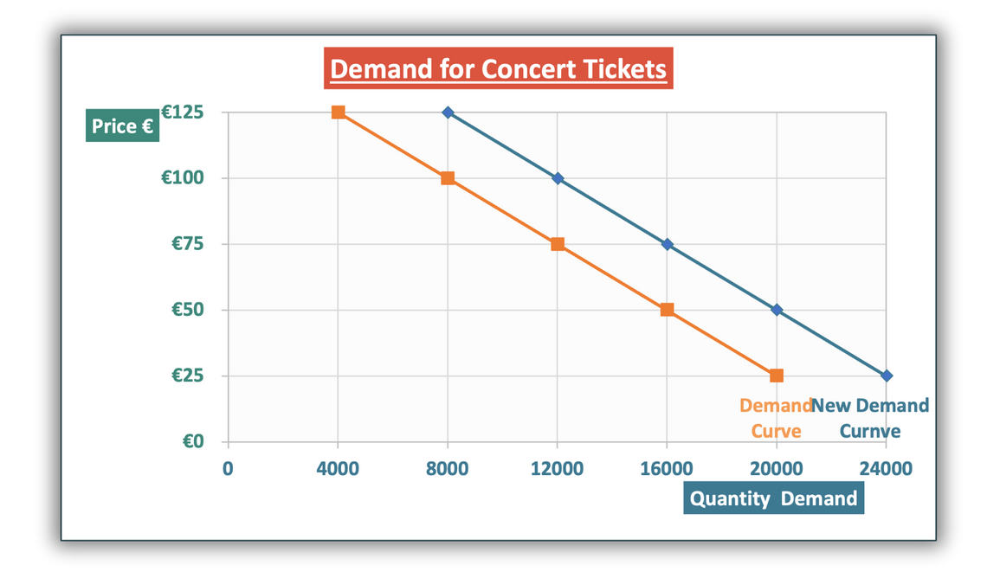 Demand for Concert Tickets
Price €
€125
€100
€75
€50
€25
€0
Demand
Curve
New Demand
Curnve
0 4000 8000 12000 16000 20000 24000
Quantity Demand